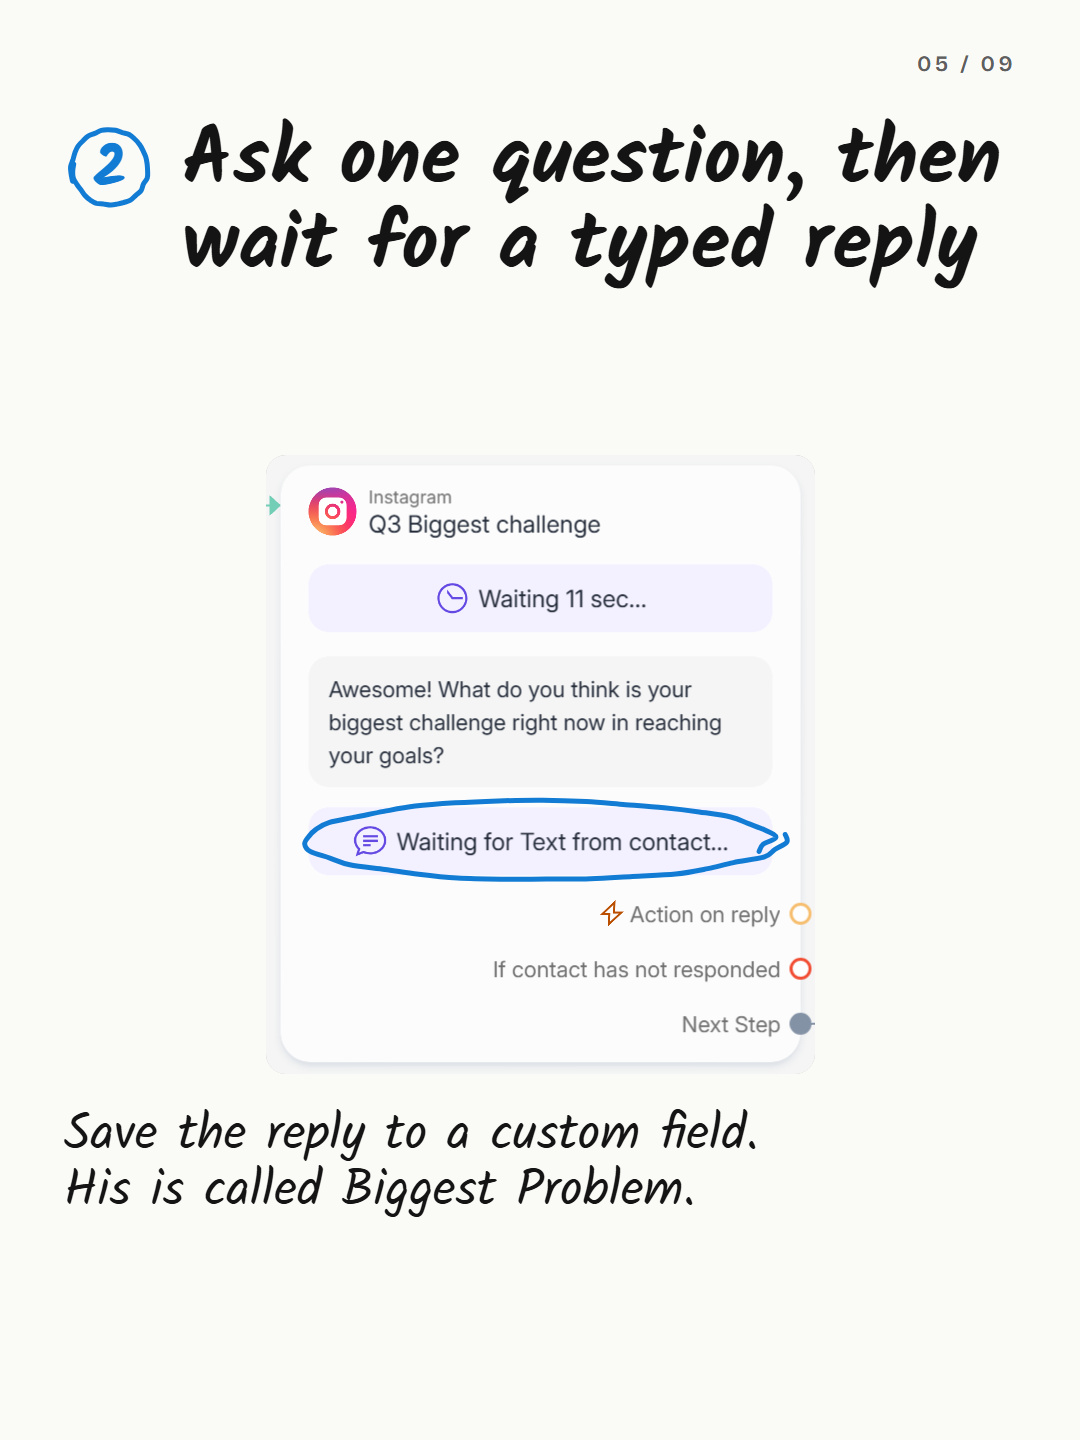 05 / 09
2
Ask one question, then
wait for a typed reply
Instagram
Q3 Biggest challenge
Waiting 11 sec...
Awesome! What do you think is your
biggest challenge right now in reaching
your goals?
Waiting for Text from contact...
Action on reply
If contact has not responded
Next Step
Save the reply to a custom field.
His is called Biggest Problem.